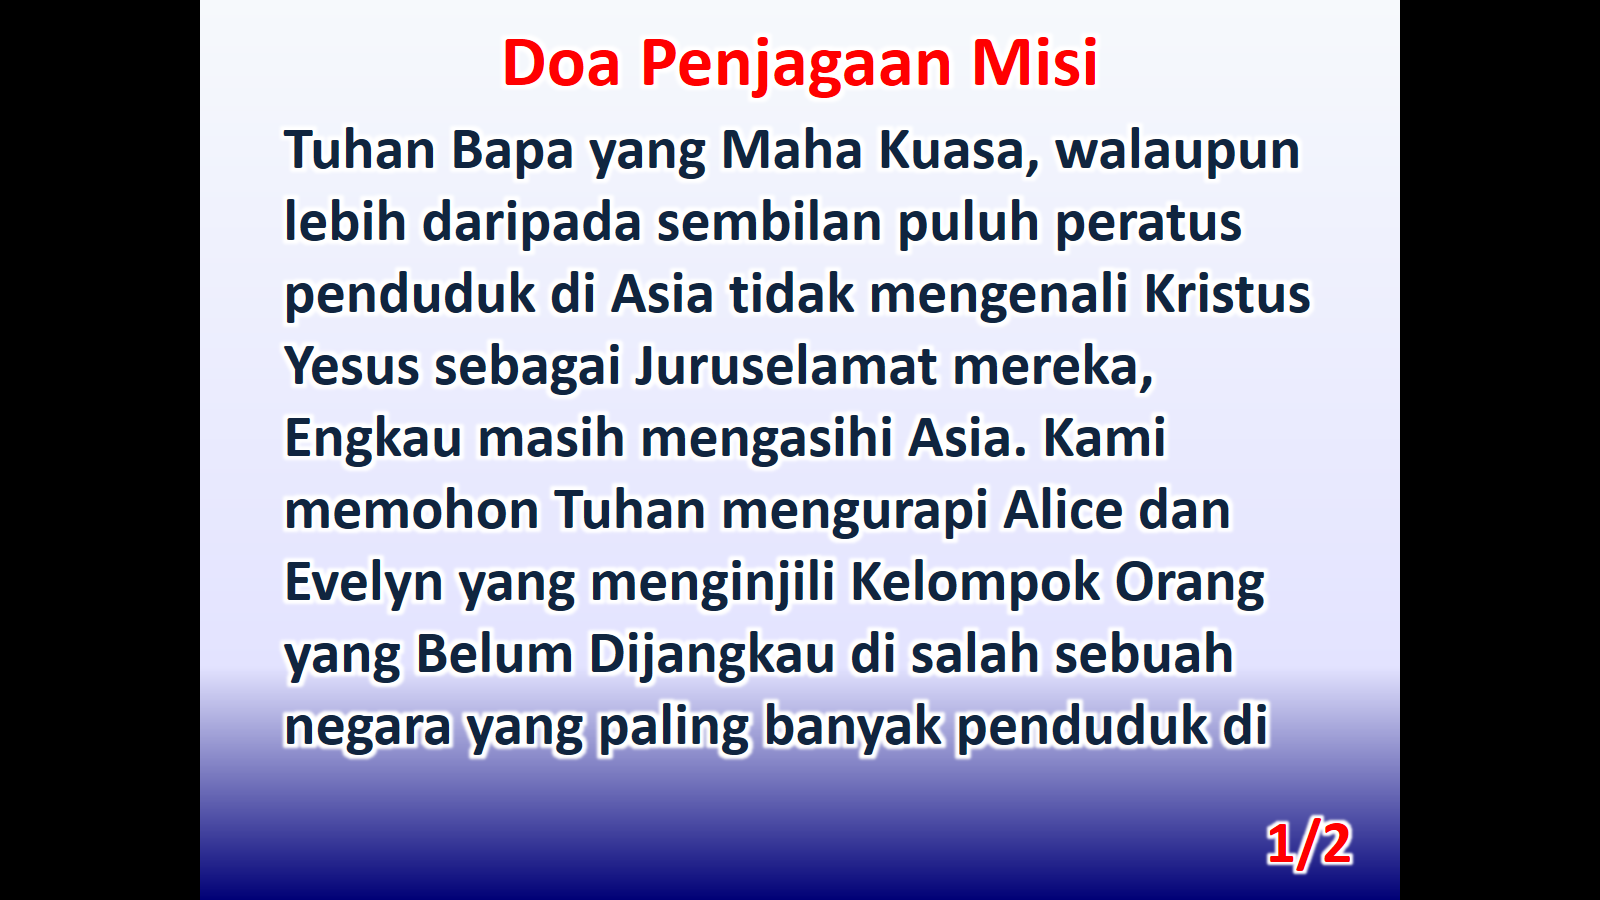 Doa Penjagaan Misi
Tuhan Bapa yang Maha Kuasa, walaupun
lebih daripada sembilan puluh peratus
penduduk di Asia tidak mengenali Kristus
Yesus sebagai Juruselamat mereka,
Engkau masih mengasihi Asia. Kami
memohon Tuhan mengurapi Alice dan
Evelyn yang menginjili Kelompok Orang
yang Belum Dijangkau di salah sebuah
negara yang paling banyak penduduk di
1/2